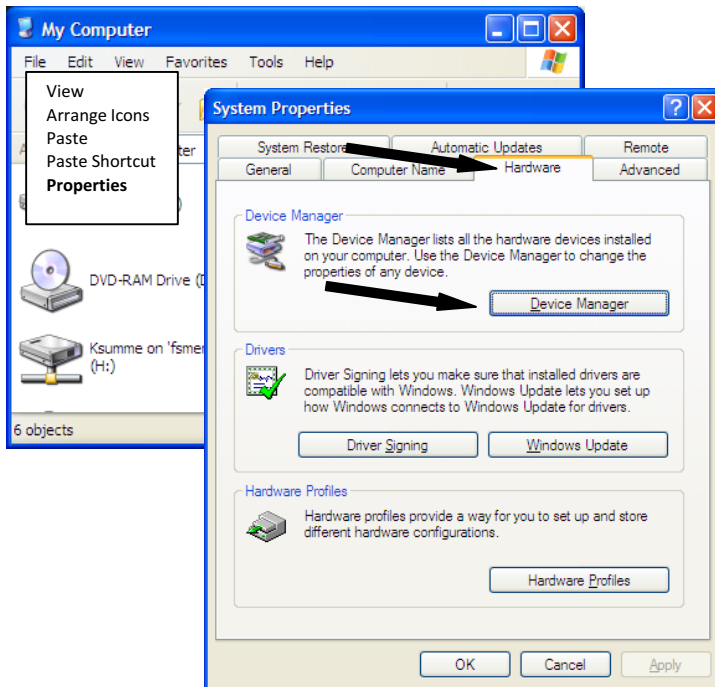 My Computer
File Edit View Favorites Tools Help
View
Arrange Icons
Paste
Paste Shortcut
Properties
DVD-RAM Drive (D
Ksumme on 'fsmer
(H:)
6 objects
System Properties
System Restore Automatic Updates Remote
General Computer Name Hardware Advanced
Device Manager
The Device Manager lists all the hardware devices installed
on your computer. Use the Device Manager to change the
properties of any device.
Device Manager
Drivers
Driver Signing lets you make sure that installed drivers are
compatible with Windows. Windows Update lets you set up
how Windows connects to Windows Update for drivers.
Driver Signing Windows Update
Hardware Profiles
Hardware profiles provide a way for you to set up and store
different hardware configurations.
Hardware Profiles
OK Cancel Apply